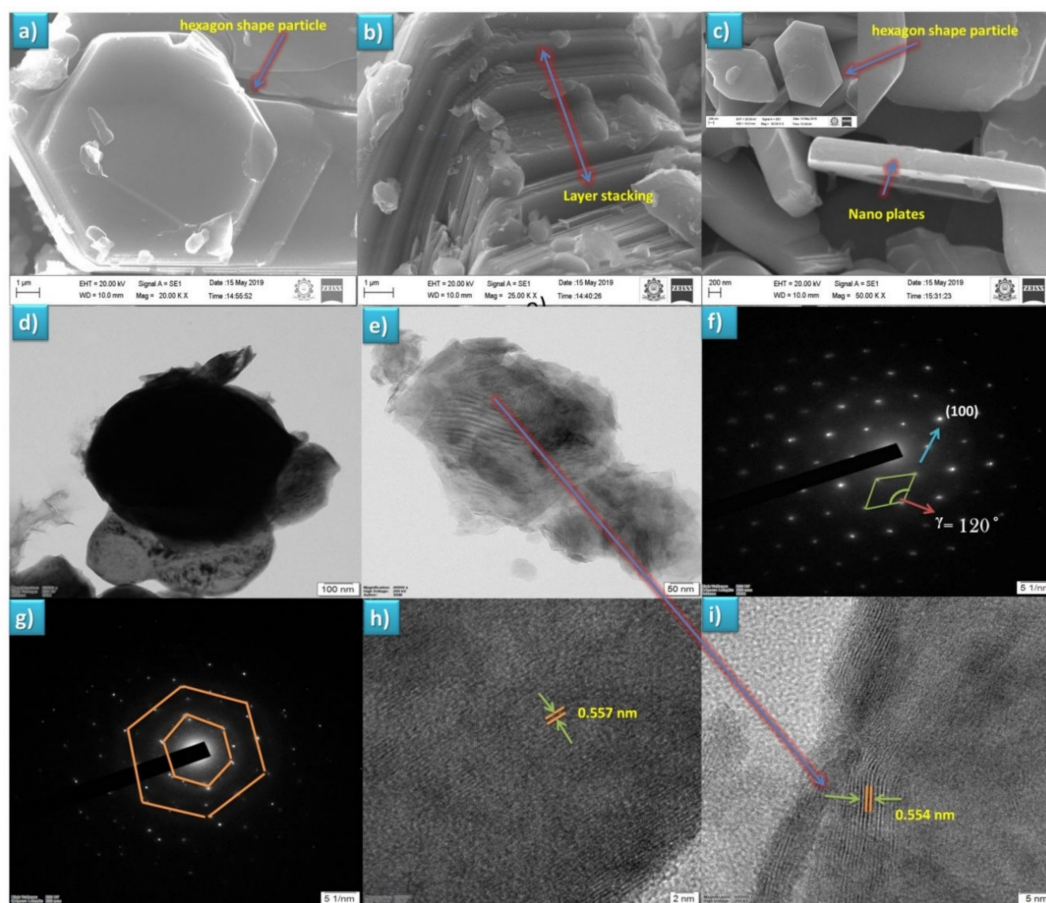 a)
hexagon shape particle
1 µm
EHT = 20.00 kV
Signal A = SE1
Date :15 May 2019
WD = 10.0 mm
Mag = 20.00 K X
Time :14:55:52
ZEISS
b)
Layer stacking
1 µm
EHT = 20.00 kV
Signal A = SE1
Date :15 May 2019
WD = 10.0 mm
Mag = 25.00 K X
Time :14:40:26
ZEISS
c)
hexagon shape particle
Nano plates
200 nm
EHT = 20.00 kV
Signal A = SE1
Date :15 May 2019
WD = 10.0 mm
Mag = 50.00 K X
Time :15:31:23
ZEISS
d)
100 nm
e)
50 nm
f)
(100)
γ= 120°
5 1/nm
g)
5 1/nm
h)
0.557 nm
2 nm
i)
0.554 nm
5 nm